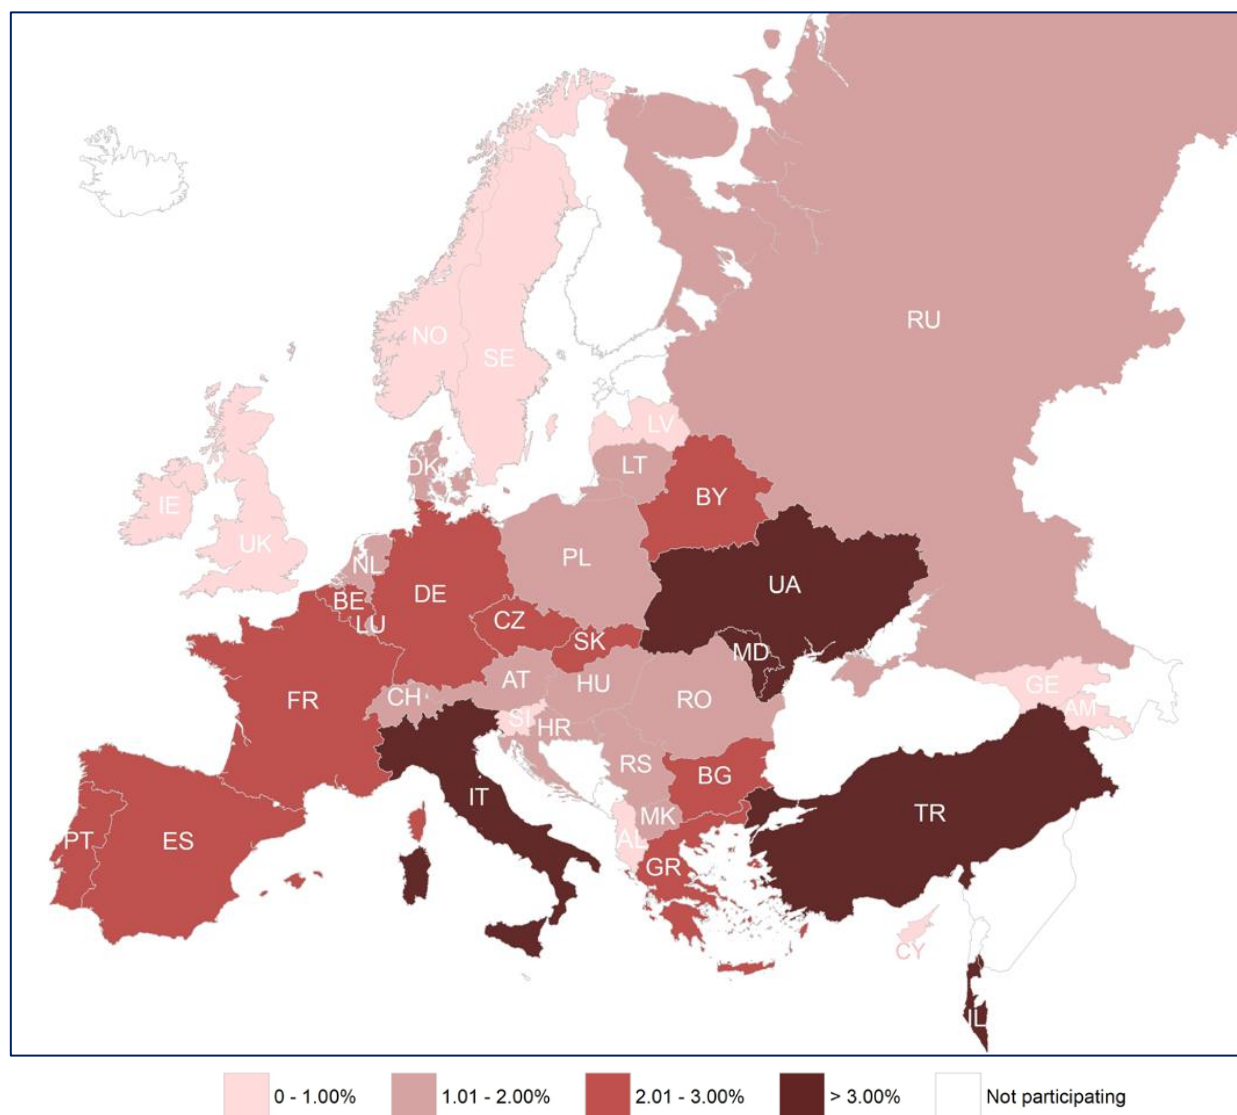 RU
NO
SE
LV
LT
DK
BY
IE
UK
NL
PL
UA
DE
BE
CZ
LU
SK
MD
AT
HU
CH
FR
RO
GE
AM
SI
HR
RS
BG
IT
TR
MK
PT
ES
AL
GR
CY
IL
0 - 1.00%
1.01 - 2.00%
2.01 - 3.00%
> 3.00%
Not participating